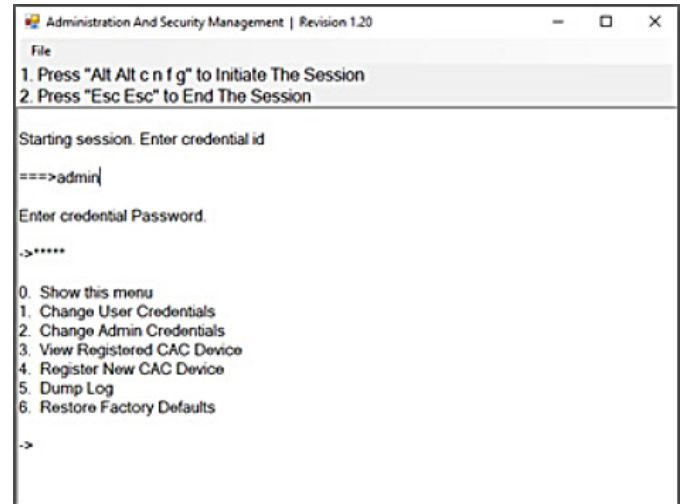 Administration And Security Management | Revision 1.20
File
1. Press "Alt Alt c n f g" to Initiate The Session
2. Press "Esc Esc" to End The Session
Starting session. Enter credential id
===>admin
Enter credential Password.
->*****
0. Show this menu
1. Change User Credentials
2. Change Admin Credentials
3. View Registered CAC Device
4. Register New CAC Device
5. Dump Log
6. Restore Factory Defaults
->